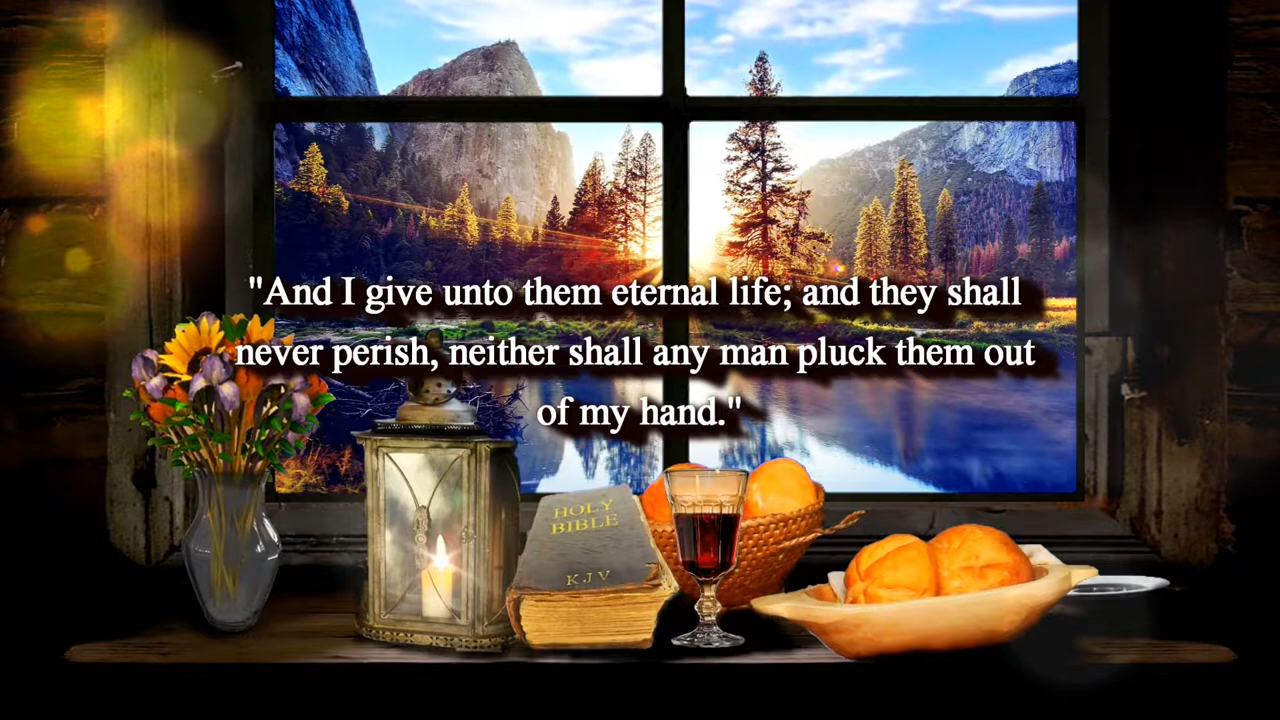 "And I give unto them eternal life; and they shall
never perish, neither shall any man pluck them out
of my hand."
HOLY
BIBLE
KJV